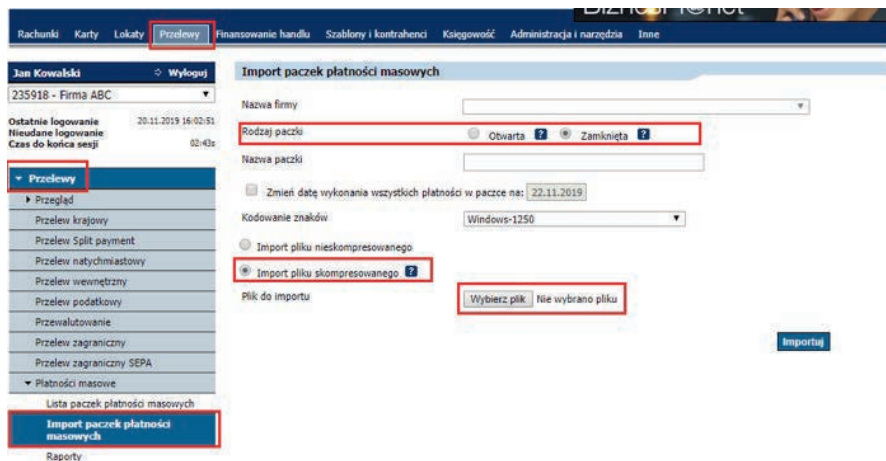 Rachunki Karty Lokaty Przelewy Finansowanie handlu Szablony i kontrahenci Księgowość Administracja i narzędzia Inne
Jan Kowalski Wyloguj
235918 - Firma ABC
Ostatnie logowanie 20.11.2019 16:02:51
Nieudane logowanie
Czas do końca sesji 02:43s
Przelewy
Przegląd
Przelew krajowy
Przelew Split payment
Przelew natychmiastowy
Przelew wewnętrzny
Przelew podatkowy
Przewalutowanie
Przelew zagraniczny
Przelew zagraniczny SEPA
Płatności masowe
Lista paczek płatności masowych
Import paczek płatności
masowych
Raporty
Import paczek płatności masowych
Nazwa firmy
Rodzaj paczki Otwarta ? Zamknięta ?
Nazwa paczki
Zmień datę wykonania wszystkich płatności w paczce na: 22.11.2019
Kodowanie znaków Windows-1250
Import pliku nieskompresowanego
Import pliku skompresowanego ?
Plik do importu Wybierz plik Nie wybrano pliku
Importuj